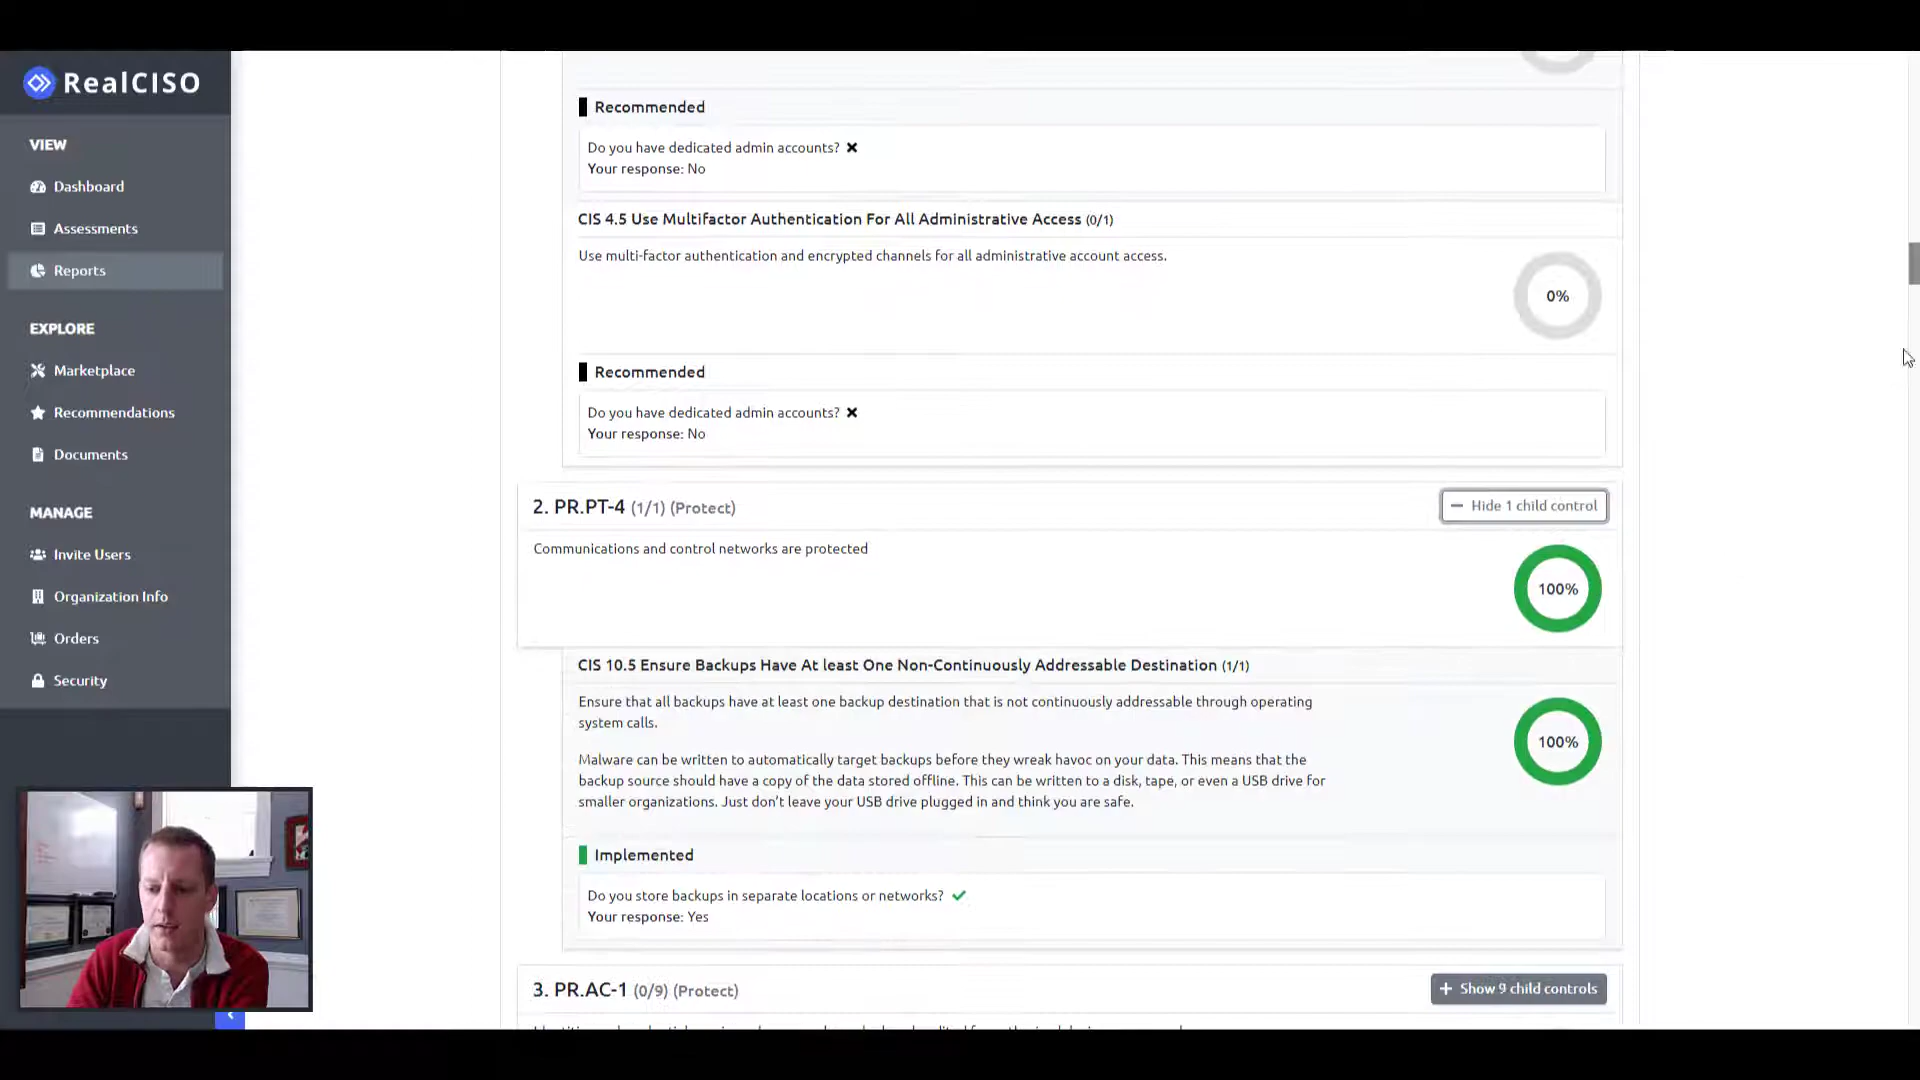 RealCISO
VIEW
Dashboard
Assessments
Reports
EXPLORE
Marketplace
Recommendations
Documents
MANAGE
Invite Users
Organization Info
Orders
Security
Recommended
Do you have dedicated admin accounts? ✖
Your response: No
CIS 4.5 Use Multifactor Authentication For All Administrative Access (0/1)
Use multi-factor authentication and encrypted channels for all administrative account access.
0%
Recommended
Do you have dedicated admin accounts? ✖
Your response: No
2. PR.PT-4 (1/1) (Protect)
− Hide 1 child control
Communications and control networks are protected
100%
CIS 10.5 Ensure Backups Have At least One Non-Continuously Addressable Destination (1/1)
Ensure that all backups have at least one backup destination that is not continuously addressable through operating
system calls.
100%
Malware can be written to automatically target backups before they wreak havoc on your data. This means that the
backup source should have a copy of the data stored offline. This can be written to a disk, tape, or even a USB drive for
smaller organizations. Just don't leave your USB drive plugged in and think you are safe.
Implemented
Do you store backups in separate locations or networks? ✔
Your response: Yes
3. PR.AC-1 (0/9) (Protect)
+ Show 9 child controls